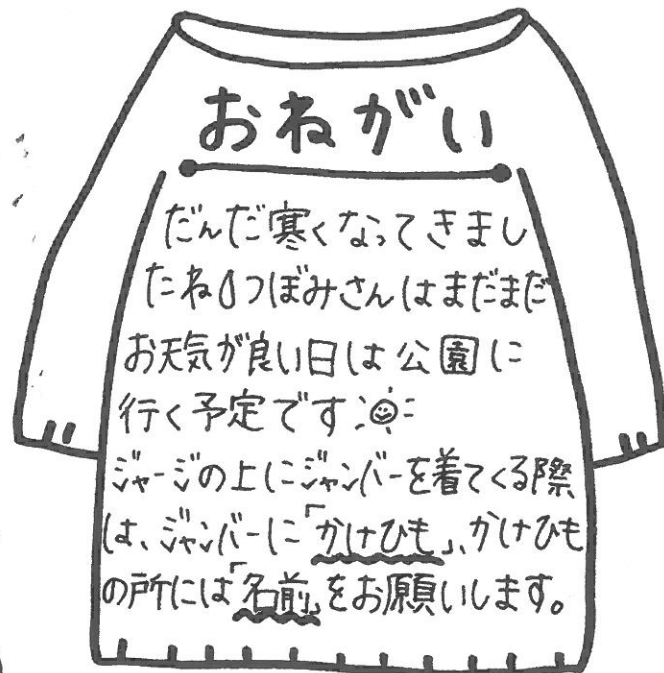 おねがい
だんだ寒くなってきまし
たねつぼみさんはまだまだ
お天気が良い日は公園に
行く予定です
ジャージの上にジャンバーを着てくる際
は、ジャンバーに「かけひも」、かけひも
の所には「名前」をお願いします。